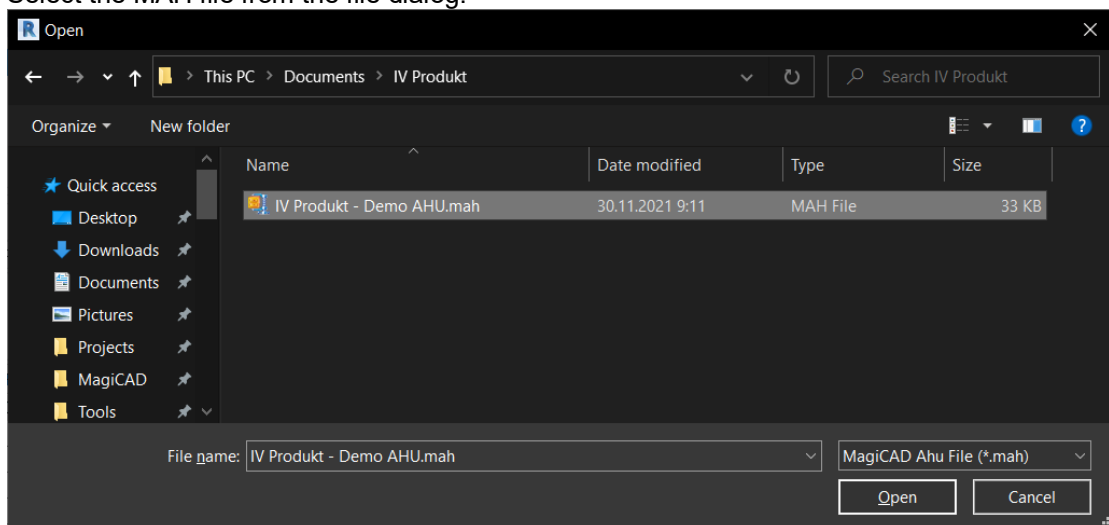 Select the MAH file from the file dialog.
Open
This PC > Documents > IV Produkt
Search IV Produkt
Organize
New folder
Name
Date modified
Type
Size
Quick access
IV Produkt - Demo AHU.mah
30.11.2021 9:11
MAH File
33 KB
Desktop
Downloads
Documents
Pictures
Projects
MagiCAD
Tools
File name:
IV Produkt - Demo AHU.mah
MagiCAD Ahu File (*.mah)
Open
Cancel